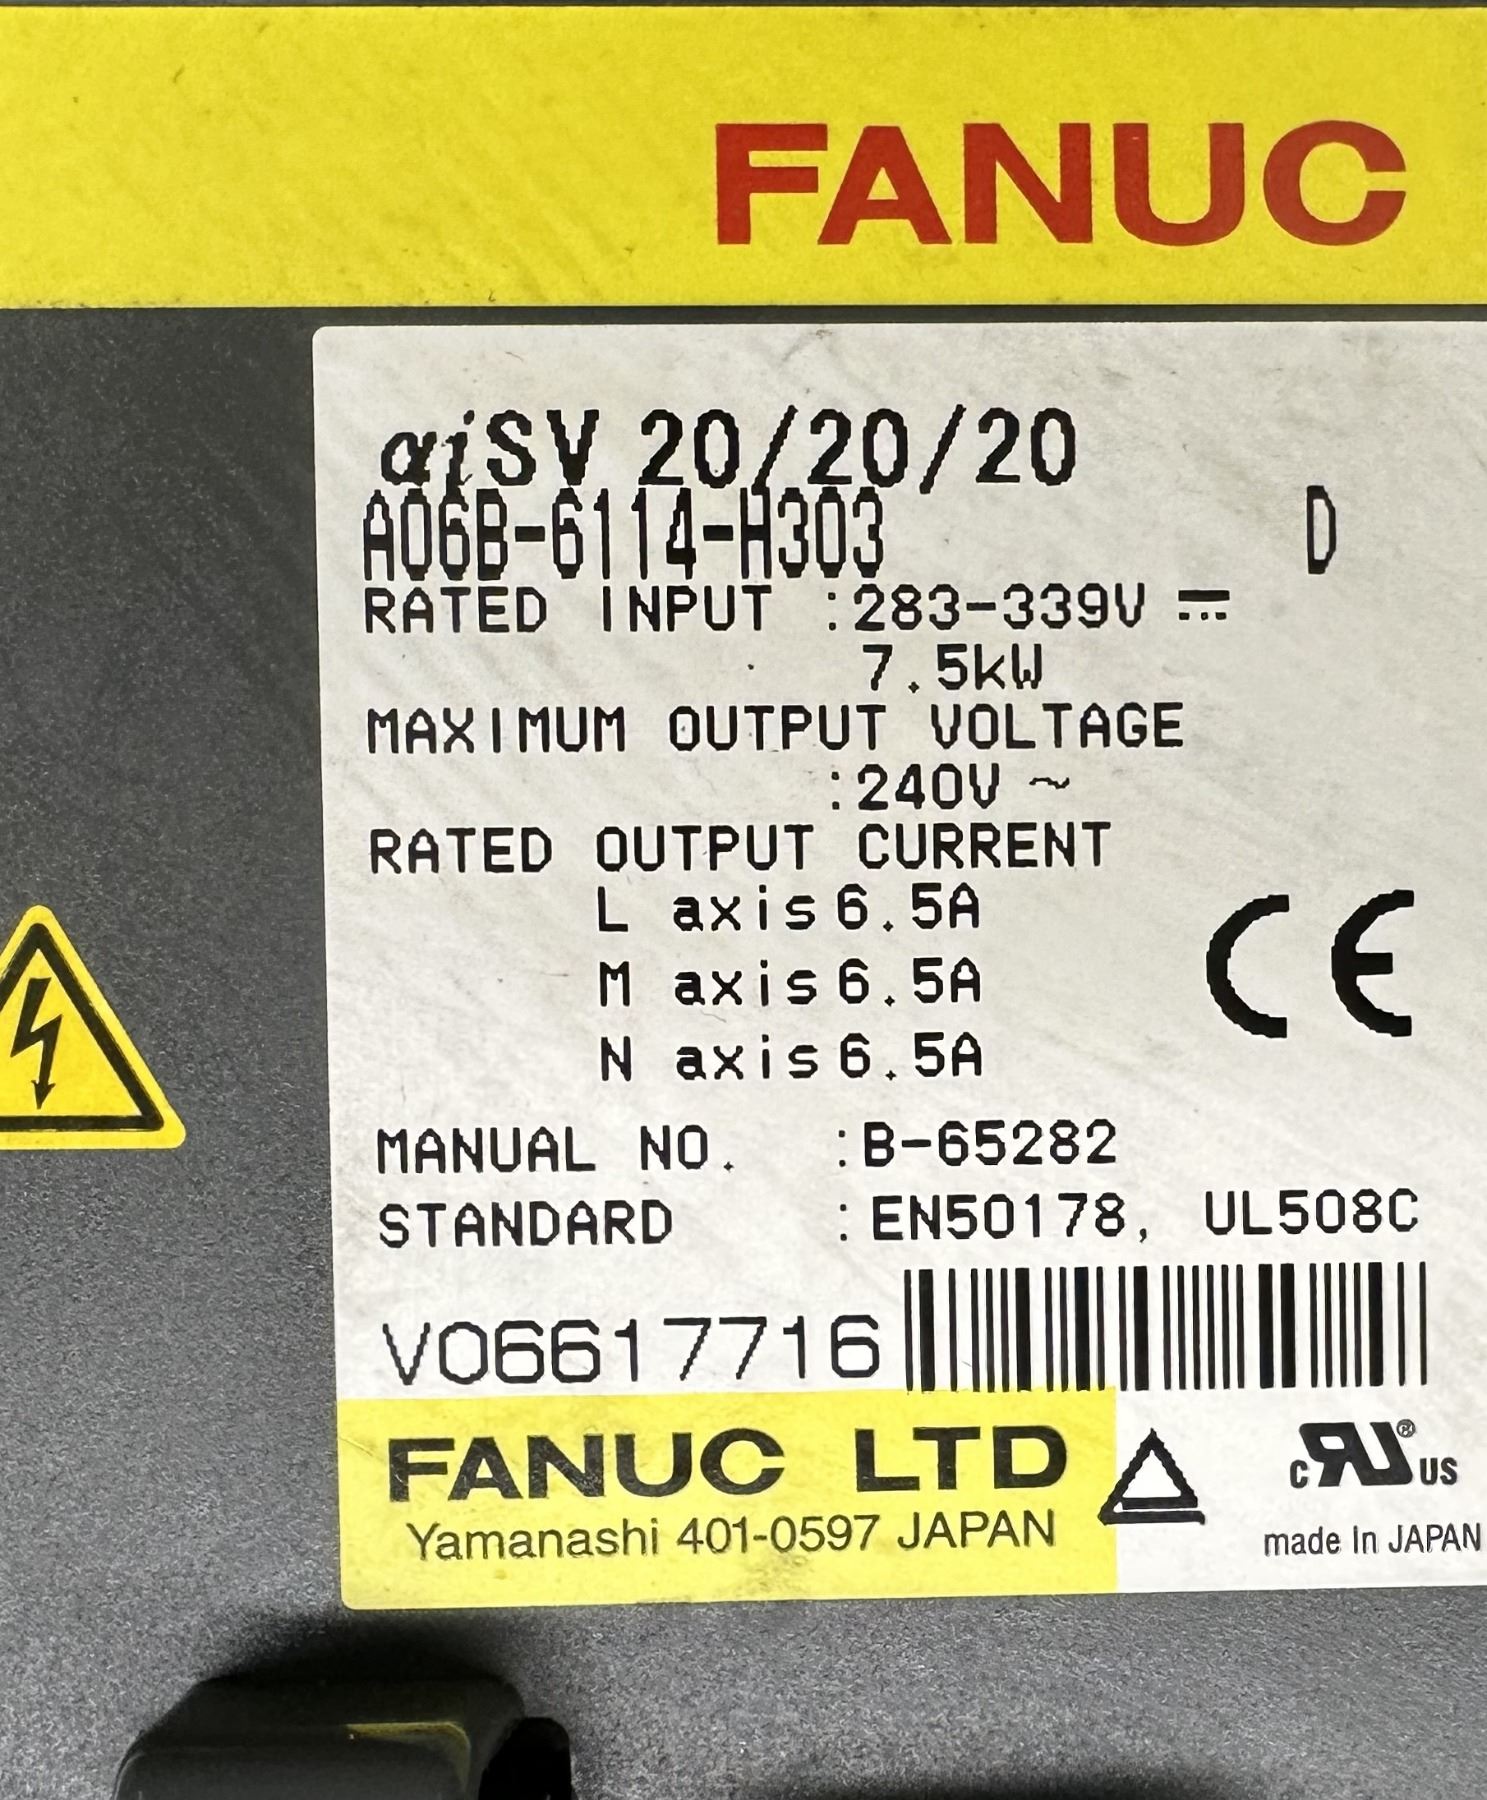 FANUC
αiSV 20/20/20
A06B-6114-H303 D
RATED INPUT :283-339V ⎓
7.5kW
MAXIMUM OUTPUT VOLTAGE
:240V ~
RATED OUTPUT CURRENT
L axis 6.5A
M axis 6.5A
N axis 6.5A
CE
MANUAL NO. :B-65282
STANDARD :EN50178, UL508C
V06617716
FANUC LTD
Yamanashi 401-0597 JAPAN
c RU ® US
made in JAPAN